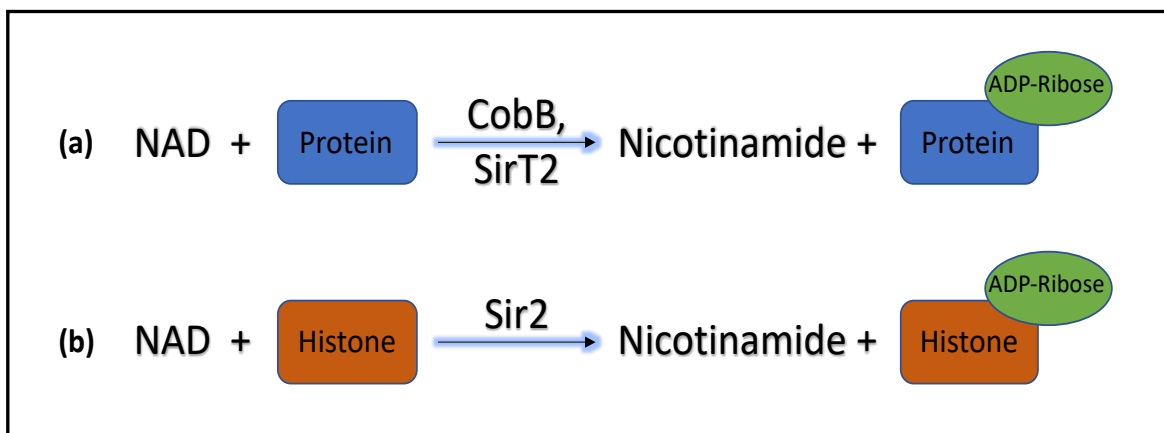 ADP-Ribose
(a) NAD + Protein CobB, SirT2 Nicotinamide + Protein
ADP-Ribose
(b) NAD + Histone Sir2 Nicotinamide + Histone